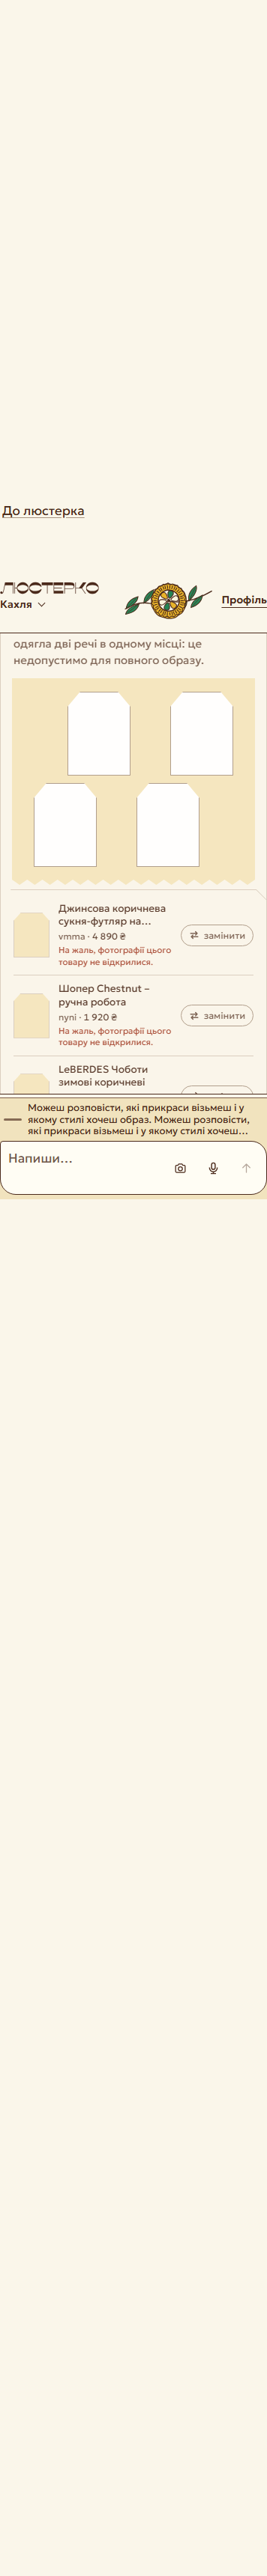 До люстерка
ЛЮСТЕРКО
Кахля
Профіль
одягла дві речі в одному місці: це
недопустимо для повного образу.
Джинсова коричнева
сукня-футляр на…
vmma · 4 890 ₴
На жаль, фотографії цього
товару не відкрилися.
замінити
Шопер Chestnut –
ручна робота
nyni · 1 920 ₴
На жаль, фотографії цього
товару не відкрилися.
замінити
LeBERDES Чоботи
зимові коричневі
Можеш розповісти, які прикраси візьмеш і у
якому стилі хочеш образ. Можеш розповісти,
які прикраси візьмеш і у якому стилі хочеш…
Напиши…